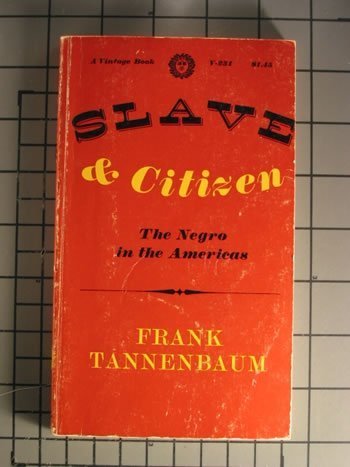 A Vintage Book V-231 $1.45
SLAVE
& Citizen
The Negro
in the Americas
FRANK
TANNENBAUM